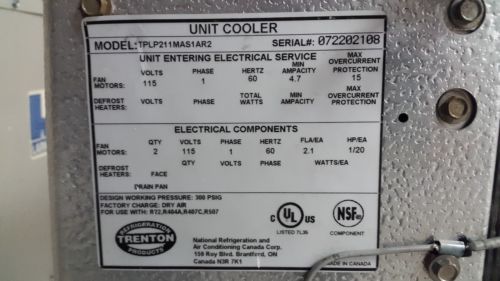 UNIT COOLER
MODEL: TPLP211MAS1AR2 SERIAL#: 072202108
UNIT ENTERING ELECTRICAL SERVICE
VOLTS PHASE HERTZ MIN AMPACITY MAX OVERCURRENT PROTECTION
FAN MOTORS: 115 1 60 4.7 15
DEFROST HEATERS: VOLTS PHASE TOTAL WATTS MIN AMPACITY MAX OVERCURRENT PROTECTION
ELECTRICAL COMPONENTS
QTY VOLTS PHASE HERTZ FLA/EA HP/EA
FAN MOTORS: 2 115 1 60 2.1 1/20
DEFROST HEATERS: QTY VOLTS PHASE WATTS/EA
FACE
DRAIN PAN
DESIGN WORKING PRESSURE: 300 PSIG
FACTORY CHARGE: DRY AIR
FOR USE WITH: R22,R404A,R407C,R507
REFRIGERATION
TRENTON
PRODUCTS
National Refrigeration and
Air Conditioning Canada Corp.
159 Roy Blvd. Brantford, ON
Canada N3R 7K1
C UL US
LISTED 7L35
NSF
COMPONENT
MADE IN CANADA